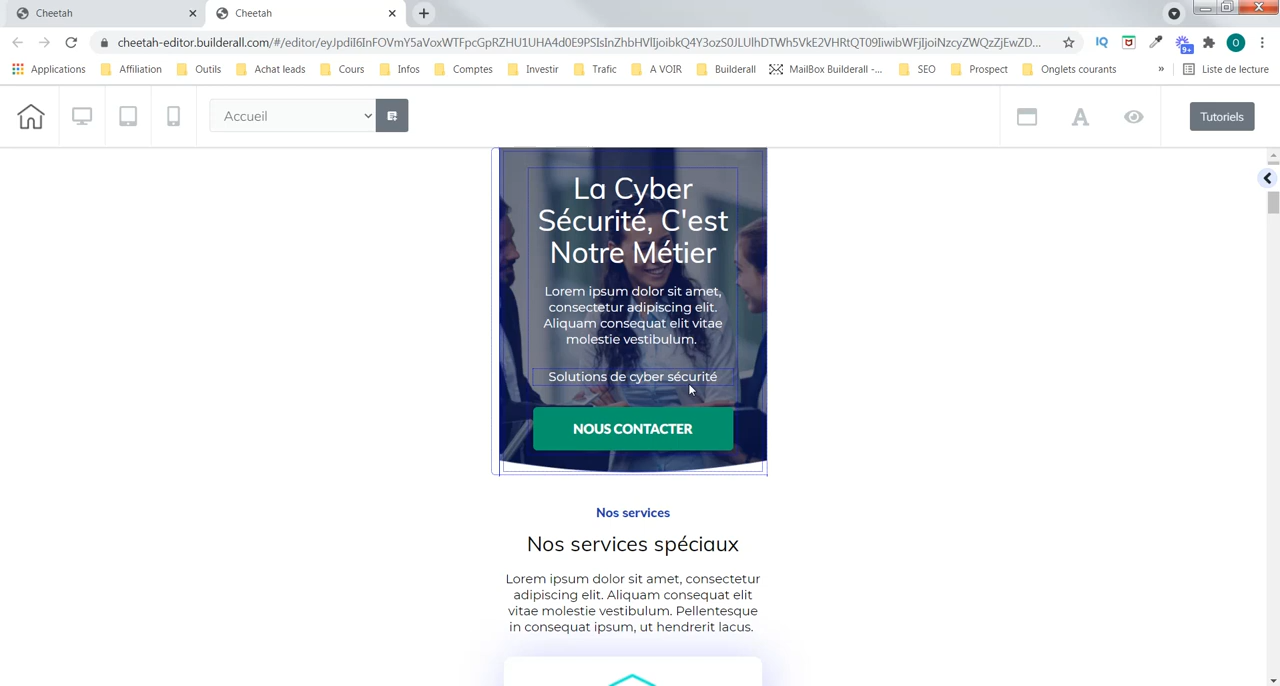 Cheetah
Cheetah
cheetah-editor.builderall.com/#/editor/
Applications
Affiliation
Outils
Achat leads
Cours
Infos
Comptes
Investir
Trafic
A VOIR
Builderall
MailBox Builderall -...
SEO
Prospect
Onglets courants
»
Liste de lecture
IQ
9+
O
Accueil
A
Tutoriels
La Cyber
Sécurité, C'est
Notre Métier
Lorem ipsum dolor sit amet,
consectetur adipiscing elit.
Aliquam consequat elit vitae
molestie vestibulum.
Solutions de cyber sécurité
NOUS CONTACTER
Nos services
Nos services spéciaux
Lorem ipsum dolor sit amet, consectetur
adipiscing elit. Aliquam consequat elit
vitae molestie vestibulum. Pellentesque
in consequat ipsum, ut hendrerit lacus.